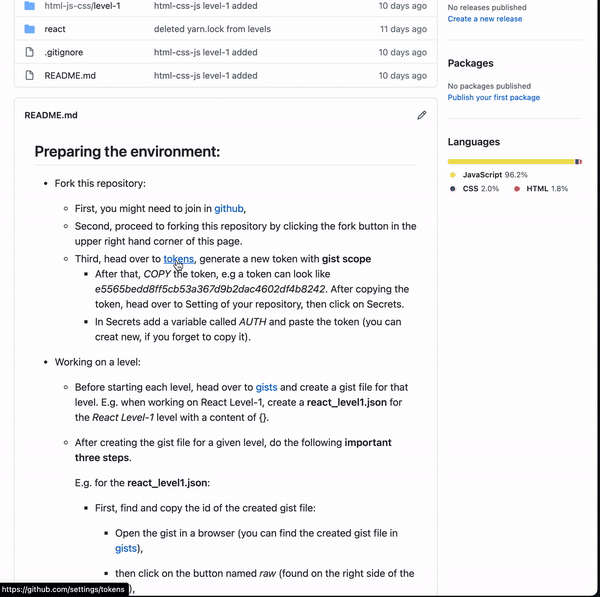 html-js-css/level-1 html-css-js level-1 added 10 days ago
react deleted yarn.lock from levels 11 days ago
.gitignore html-css-js level-1 added 10 days ago
README.md html-css-js level-1 added 10 days ago
README.md
Preparing the environment:
Fork this repository:
First, you might need to join in github,
Second, proceed to forking this repository by clicking the fork button in the
upper right hand corner of this page.
Third, head over to tokens, generate a new token with gist scope
After that, COPY the token, e.g a token can look like
e5565bedd8ff5cb53a367d9b2dac4602df4b8242. After copying the
token, head over to Setting of your repository, then click on Secrets.
In Secrets add a variable called AUTH and paste the token (you can
creat new, if you forget to copy it).
Working on a level:
Before starting each level, head over to gists and create a gist file for that
level. E.g. when working on React Level-1, create a react_level1.json for
the React Level-1 level with a content of {}.
After creating the gist file for a given level, do the following important
three steps.
E.g. for the react_level1.json:
First, find and copy the id of the created gist file:
Open the gist in a browser (you can find the created gist file in
gists),
then click on the button named raw (found on the right side of the
),
https://github.com/settings/tokens
No releases published
Create a new release
Packages
No packages published
Publish your first package
Languages
JavaScript 96.2%
CSS 2.0% HTML 1.8%